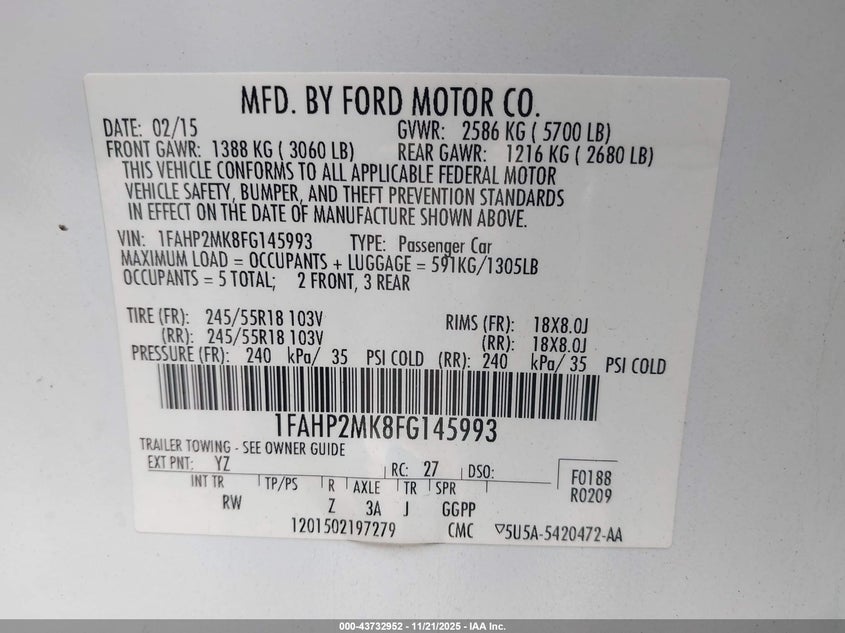 MFD. BY FORD MOTOR CO.
DATE: 02/15 GVWR: 2586 KG ( 5700 LB)
FRONT GAWR: 1388 KG ( 3060 LB) REAR GAWR: 1216 KG ( 2680 LB)
THIS VEHICLE CONFORMS TO ALL APPLICABLE FEDERAL MOTOR
VEHICLE SAFETY, BUMPER, AND THEFT PREVENTION STANDARDS
IN EFFECT ON THE DATE OF MANUFACTURE SHOWN ABOVE.
VIN: 1FAHP2MK8FG145993 TYPE: Passenger Car
MAXIMUM LOAD = OCCUPANTS + LUGGAGE = 591KG/1305LB
OCCUPANTS = 5 TOTAL; 2 FRONT, 3 REAR
TIRE (FR): 245/55R18 103V RIMS (FR): 18X8.0J
(RR): 245/55R18 103V (RR): 18X8.0J
PRESSURE (FR): 240 kPa/ 35 PSI COLD (RR): 240 kPa/ 35 PSI COLD
1FAHP2MK8FG145993
TRAILER TOWING - SEE OWNER GUIDE
EXT PNT: YZ RC: 27 DSO: F0188
INT TR TP/PS R AXLE TR SPR R0209
RW Z 3A J GGPP
1201502197279 CMC ▽5U5A-5420472-AA
000-43732952 - 11/21/2025 - IAA Inc.